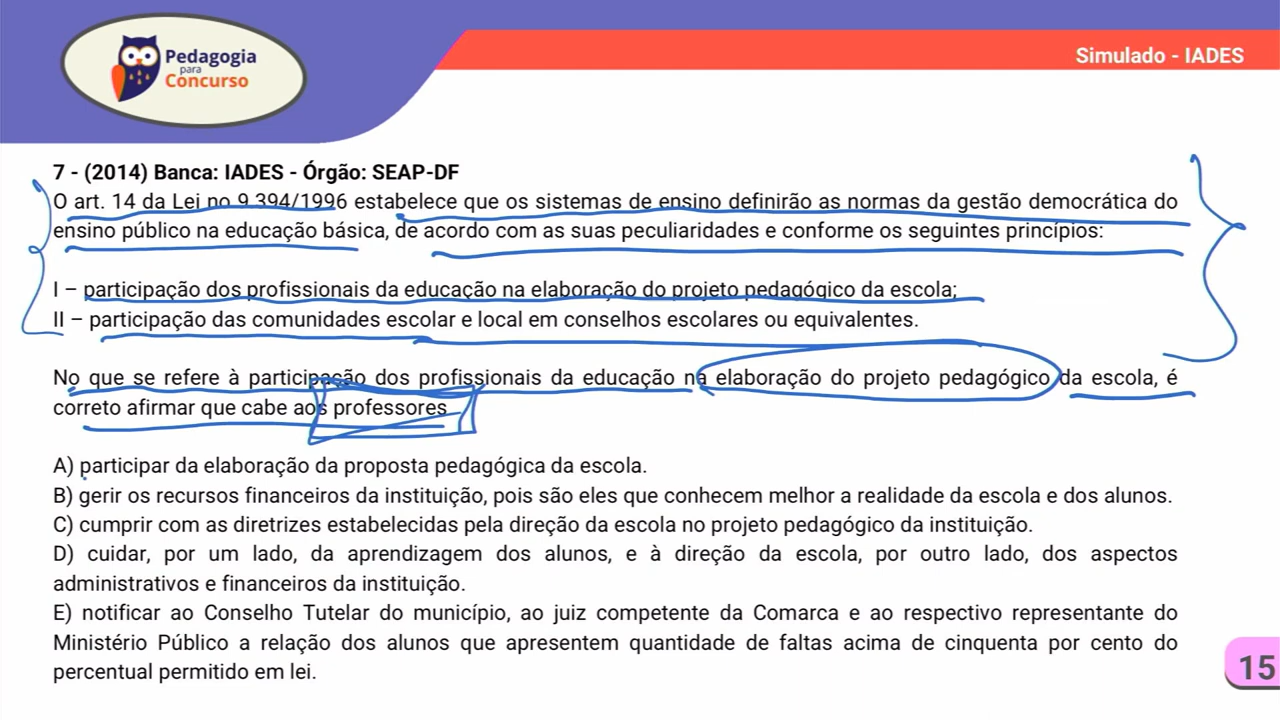 Pedagogia
para
Concurso
Simulado - IADES
7 - (2014) Banca: IADES - Órgão: SEAP-DF
O art. 14 da Lei no 9.394/1996 estabelece que os sistemas de ensino definirão as normas da gestão democrática do
ensino público na educação básica, de acordo com as suas peculiaridades e conforme os seguintes princípios:
I – participação dos profissionais da educação na elaboração do projeto pedagógico da escola;
II – participação das comunidades escolar e local em conselhos escolares ou equivalentes.
No que se refere à participação dos profissionais da educação na elaboração do projeto pedagógico da escola, é
correto afirmar que cabe aos professores
A) participar da elaboração da proposta pedagógica da escola.
B) gerir os recursos financeiros da instituição, pois são eles que conhecem melhor a realidade da escola e dos alunos.
C) cumprir com as diretrizes estabelecidas pela direção da escola no projeto pedagógico da instituição.
D) cuidar, por um lado, da aprendizagem dos alunos, e à direção da escola, por outro lado, dos aspectos
administrativos e financeiros da instituição.
E) notificar ao Conselho Tutelar do município, ao juiz competente da Comarca e ao respectivo representante do
Ministério Público a relação dos alunos que apresentem quantidade de faltas acima de cinquenta por cento do
percentual permitido em lei.
15